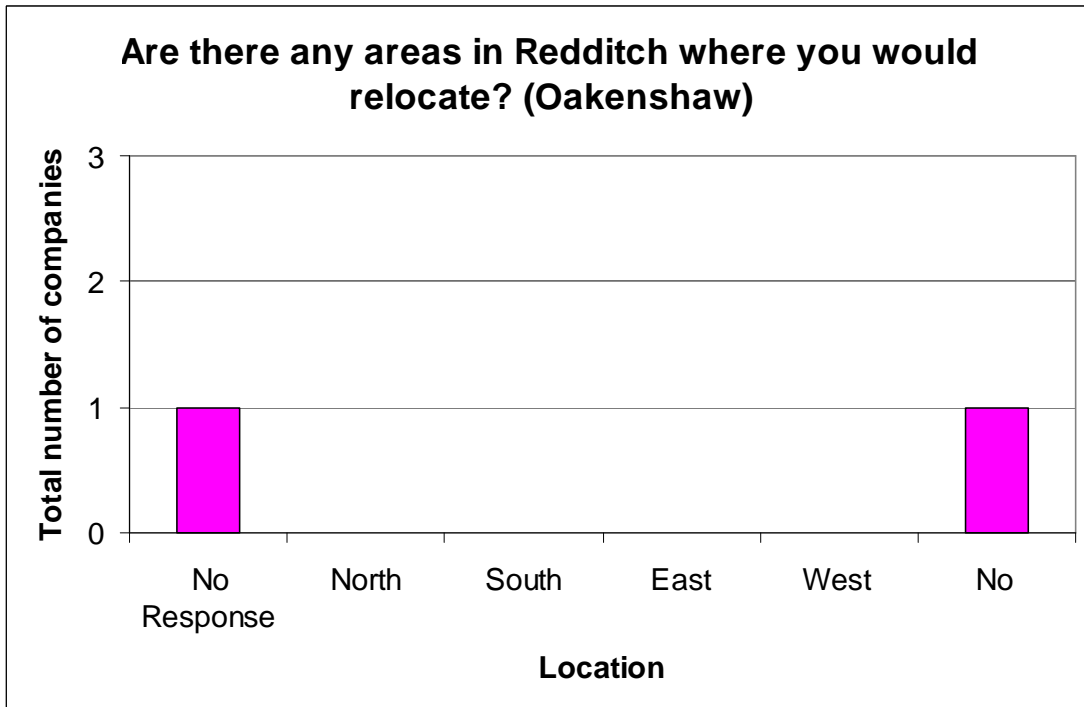 Are there any areas in Redditch where you would
relocate? (Oakenshaw)
Total number of companies
3
2
1
0
No
Response
North
South
East
West
No
Location